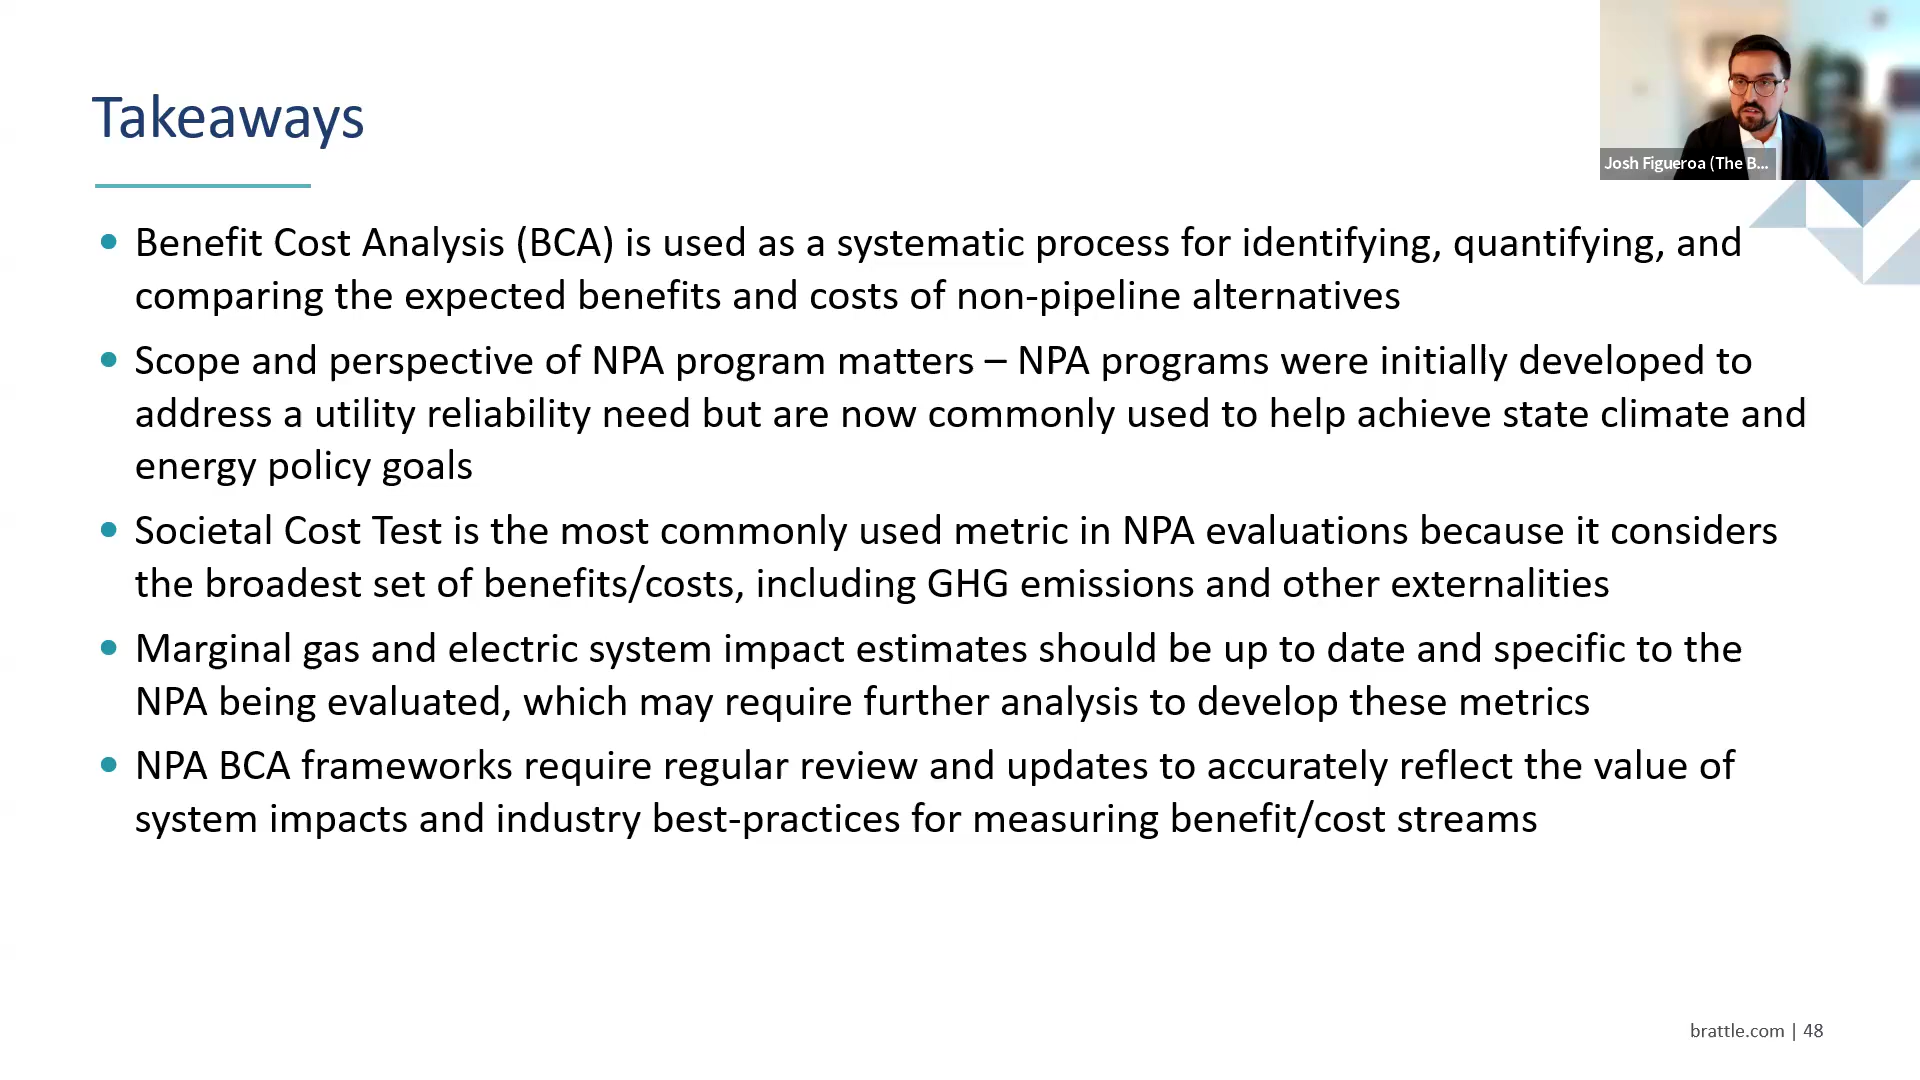 Takeaways
Josh Figueroa (The B...
• Benefit Cost Analysis (BCA) is used as a systematic process for identifying, quantifying, and
comparing the expected benefits and costs of non-pipeline alternatives
• Scope and perspective of NPA program matters – NPA programs were initially developed to
address a utility reliability need but are now commonly used to help achieve state climate and
energy policy goals
• Societal Cost Test is the most commonly used metric in NPA evaluations because it considers
the broadest set of benefits/costs, including GHG emissions and other externalities
• Marginal gas and electric system impact estimates should be up to date and specific to the
NPA being evaluated, which may require further analysis to develop these metrics
• NPA BCA frameworks require regular review and updates to accurately reflect the value of
system impacts and industry best-practices for measuring benefit/cost streams
brattle.com | 48